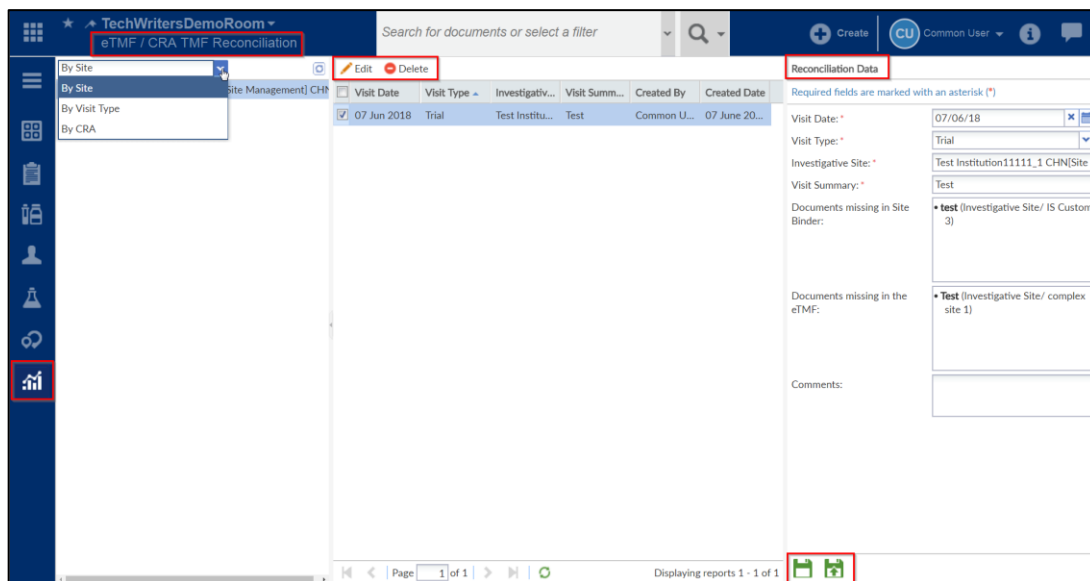 TechWritersDemoRoom
eTMF / CRA TMF Reconciliation
Search for documents or select a filter
Create
CU
Common User
By Site
By Site
By Visit Type
By CRA
Site Management] CHN
Edit
Delete
Visit Date
Visit Type
Investigativ...
Visit Summ...
Created By
Created Date
07 Jun 2018
Trial
Test Institu...
Test
Common U...
07 June 20...
Reconciliation Data
Required fields are marked with an asterisk (*)
Visit Date: *
07/06/18
Visit Type: *
Trial
Investigative Site: *
Test Institution11111_1 CHN[Site
Visit Summary: *
Test
Documents missing in Site
Binder:
• test (Investigative Site/ IS Custom
3)
Documents missing in the
eTMF:
• Test (Investigative Site/ complex
site 1)
Comments:
Page 1 of 1
Displaying reports 1 - 1 of 1